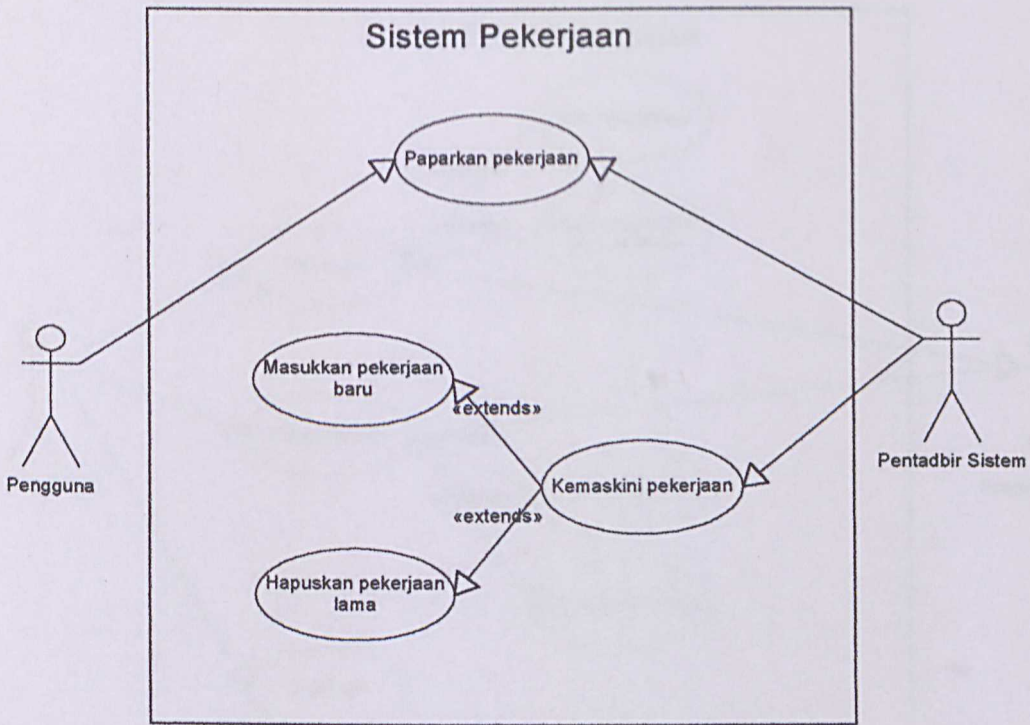 Sistem Pekerjaan
Paparkan pekerjaan
Masukkan pekerjaan
baru
«extends»
Pengguna
Kemaskini pekerjaan
Pentadbir Sistem
«extends»
Hapuskan pekerjaan
lama